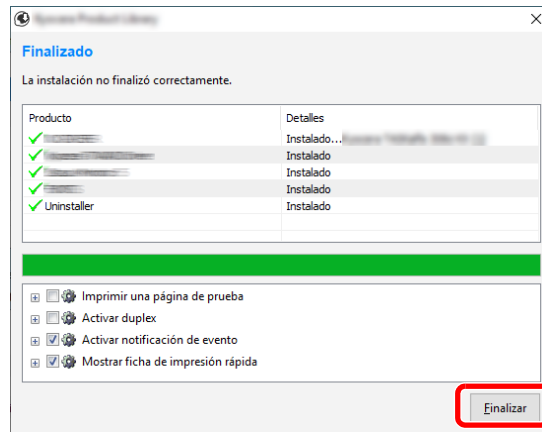 Finalizado
La instalación no finalizó correctamente.
Producto Detalles
Instalado...
Instalado
Instalado
Instalado
Uninstaller Instalado
Imprimir una página de prueba
Activar duplex
Activar notificación de evento
Mostrar ficha de impresión rápida
Finalizar